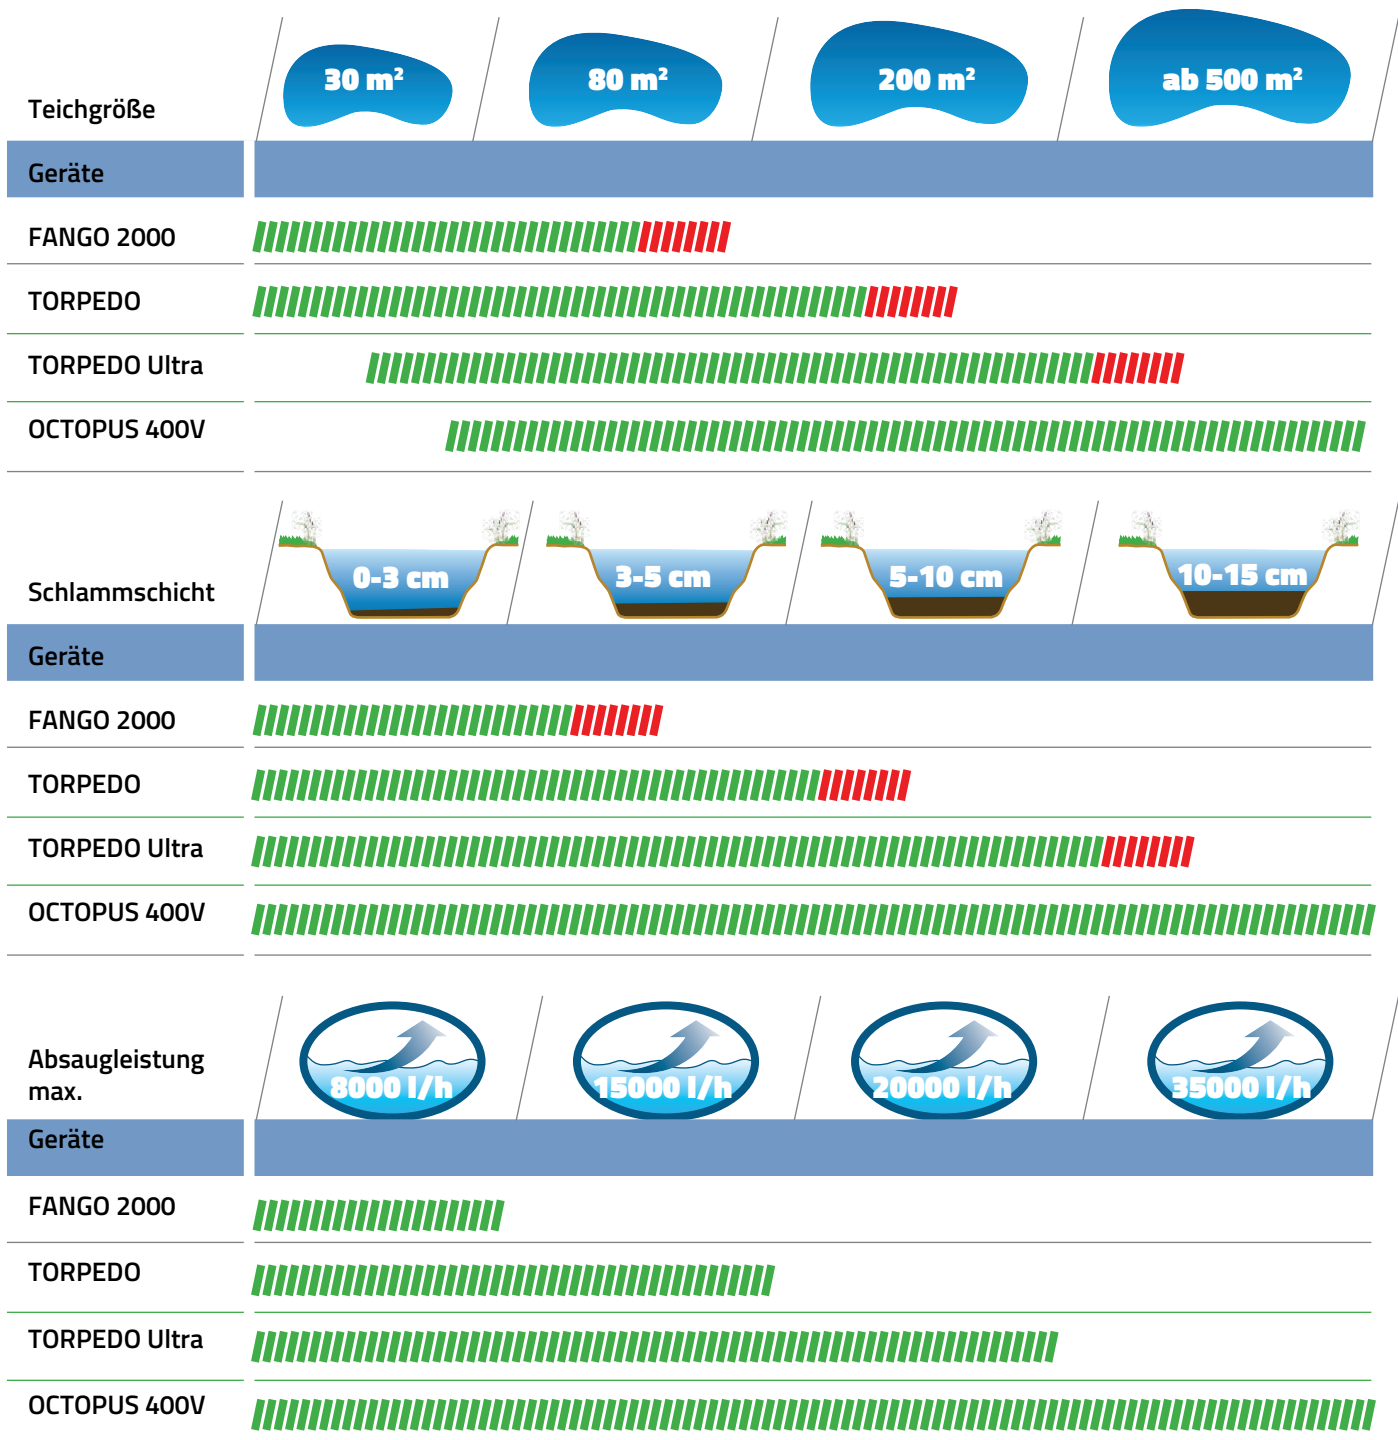 30 m²
80 m²
200 m²
ab 500 m²
Teichgröße
Geräte
FANGO 2000
TORPEDO
TORPEDO Ultra
OCTOPUS 400V
0-3 cm
3-5 cm
5-10 cm
10-15 cm
Schlammschicht
Geräte
FANGO 2000
TORPEDO
TORPEDO Ultra
OCTOPUS 400V
Absaugleistung
max.
8000 l/h
15000 l/h
20000 l/h
35000 l/h
Geräte
FANGO 2000
TORPEDO
TORPEDO Ultra
OCTOPUS 400V